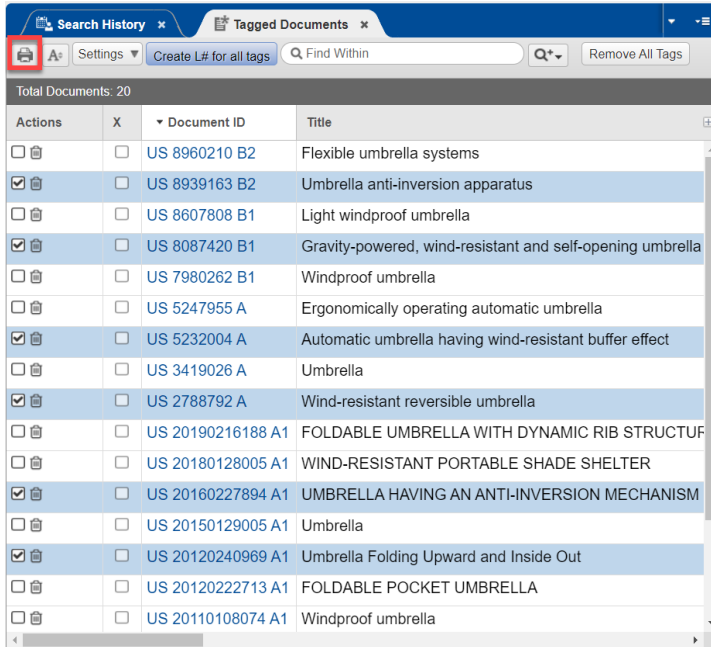 Search History x Tagged Documents x
A Settings Create L# for all tags Find Within Q+ Remove All Tags
Total Documents: 20
Actions X Document ID Title
US 8960210 B2 Flexible umbrella systems
US 8939163 B2 Umbrella anti-inversion apparatus
US 8607808 B1 Light windproof umbrella
US 8087420 B1 Gravity-powered, wind-resistant and self-opening umbrella
US 7980262 B1 Windproof umbrella
US 5247955 A Ergonomically operating automatic umbrella
US 5232004 A Automatic umbrella having wind-resistant buffer effect
US 3419026 A Umbrella
US 2788792 A Wind-resistant reversible umbrella
US 20190216188 A1 FOLDABLE UMBRELLA WITH DYNAMIC RIB STRUCTUR
US 20180128005 A1 WIND-RESISTANT PORTABLE SHADE SHELTER
US 20160227894 A1 UMBRELLA HAVING AN ANTI-INVERSION MECHANISM
US 20150129005 A1 Umbrella
US 20120240969 A1 Umbrella Folding Upward and Inside Out
US 20120222713 A1 FOLDABLE POCKET UMBRELLA
US 20110108074 A1 Windproof umbrella